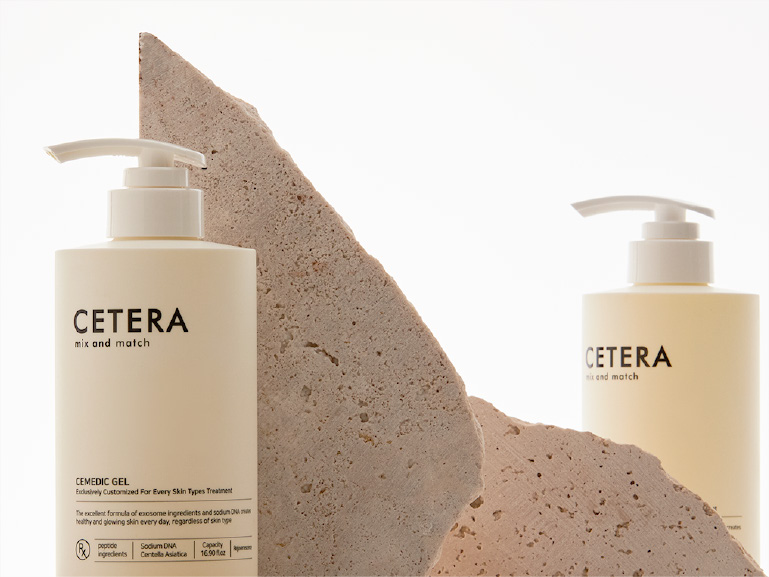 CETERA
mix and match
CEMEDIC GEL
Exclusively Customized For Every Skin Types Treatment
The excellent formula of exosome ingredients and sodium DNA
healthy and glowing skin every day, regardless of skin type
Rx
peptide
ingredients
Sodium DNA
Centella Asiatica
Capacity
16.90 fl.oz
CETERA
mix and match